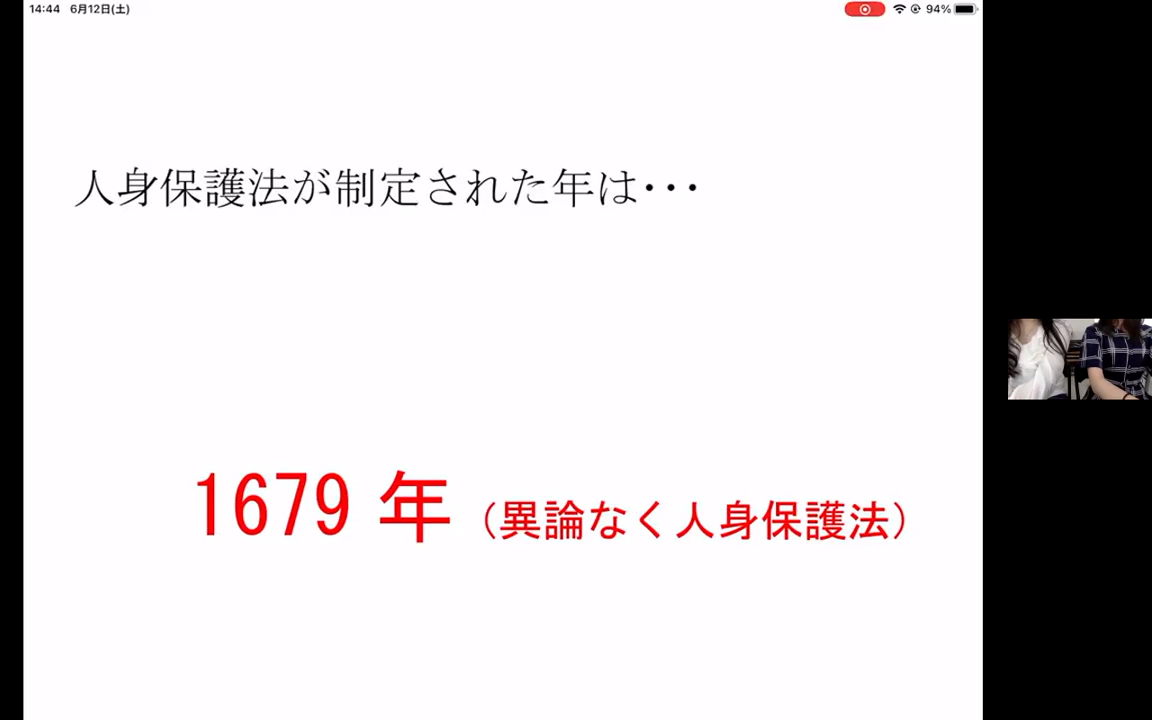 14:44 6月12日(土) 94%
人身保護法が制定された年は・・・
1679 年 (異論なく人身保護法)